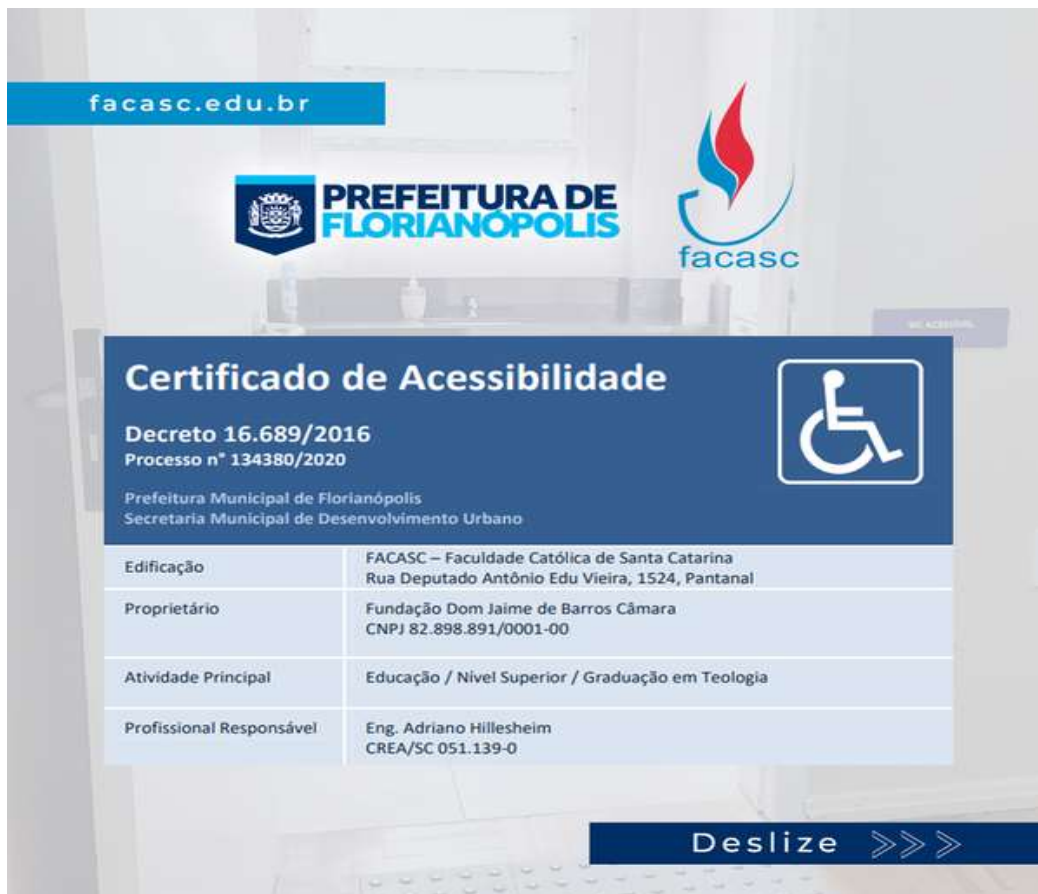 facasc.edu.br
PREFEITURA DE
FLORIANÓPOLIS
facasc
WC ACESSÍVEL
Certificado de Acessibilidade
Decreto 16.689/2016
Processo n° 134380/2020
Prefeitura Municipal de Florianópolis
Secretaria Municipal de Desenvolvimento Urbano
Edificação
FACASC – Faculdade Católica de Santa Catarina
Rua Deputado Antônio Edu Vieira, 1524, Pantanal
Proprietário
Fundação Dom Jaime de Barros Câmara
CNPJ 82.898.891/0001-00
Atividade Principal
Educação / Nível Superior / Graduação em Teologia
Profissional Responsável
Eng. Adriano Hillesheim
CREA/SC 051.139-0
Deslize >>>